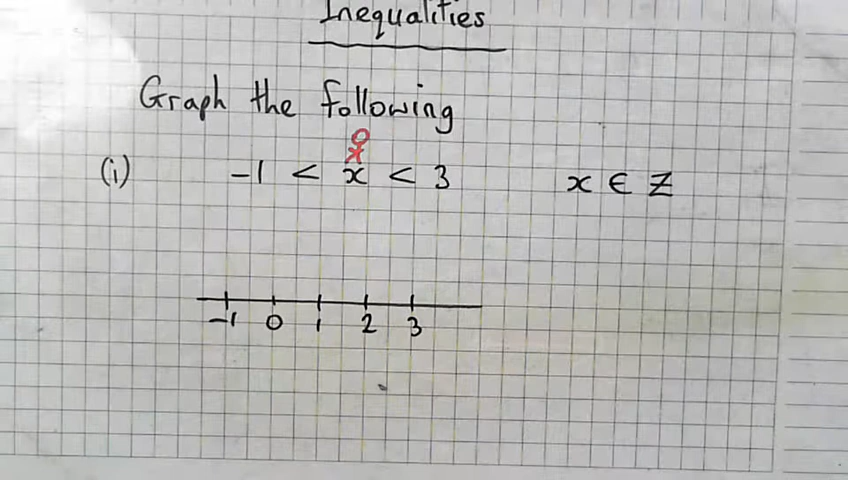 Inequalities
Graph the following
(i) -1 < x < 3 x ∈ Z
-1 0 1 2 3